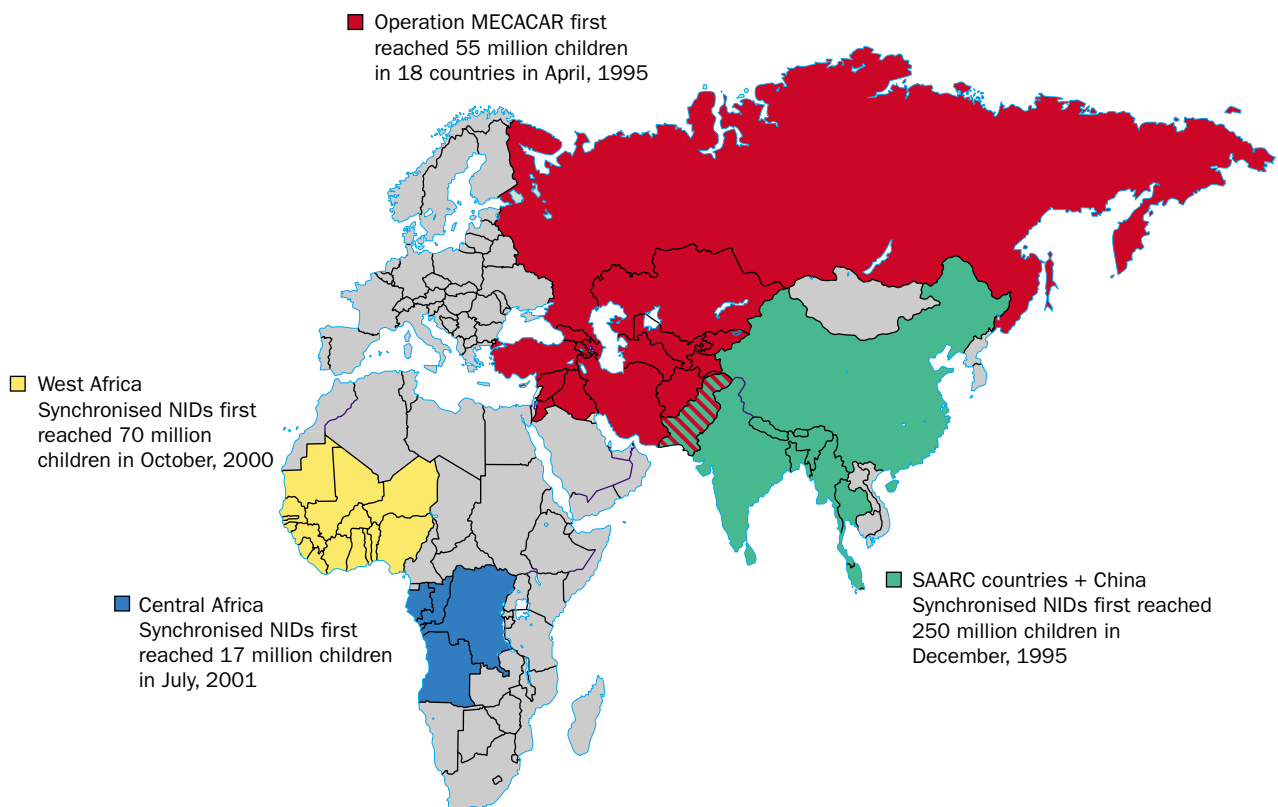 Operation MECACAR first
reached 55 million children
in 18 countries in April, 1995
West Africa
Synchronised NIDs first
reached 70 million
children in October, 2000
Central Africa
Synchronised NIDs first
reached 17 million children
in July, 2001
SAARC countries + China
Synchronised NIDs first reached
250 million children in
December, 1995